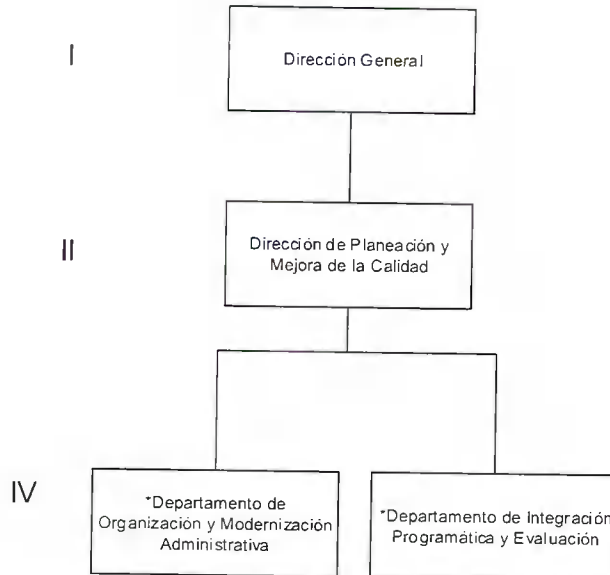 I
Dirección General
II
Dirección de Planeación y
Mejora de la Calidad
IV
*Departamento de
Organización y Modernización
Administrativa
*Departamento de Integración
Programática y Evaluación